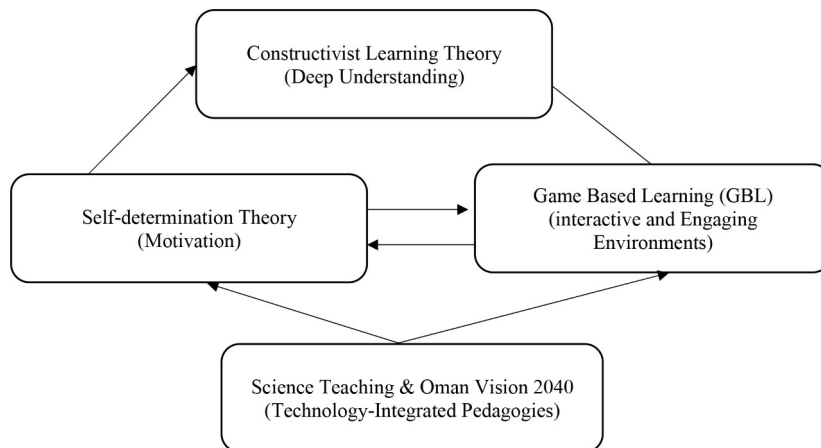 Constructivist Learning Theory
(Deep Understanding)
Self-determination Theory
(Motivation)
Game Based Learning (GBL)
(interactive and Engaging
Environments)
Science Teaching & Oman Vision 2040
(Technology-Integrated Pedagogies)